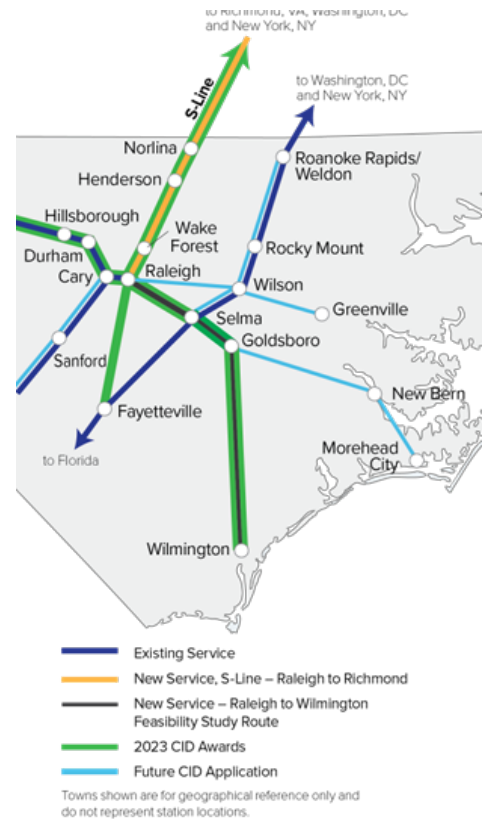 to Richmond, VA, Washington, DC
and New York, NY
to Washington, DC
and New York, NY
S-Line
Norlina
Roanoke Rapids/
Weldon
Henderson
Hillsborough
Wake
Forest
Rocky Mount
Durham
Cary
Raleigh
Wilson
Greenville
Selma
Goldsboro
Sanford
New Bern
Fayetteville
Morehead
City
to Florida
Wilmington
Existing Service
New Service, S-Line – Raleigh to Richmond
New Service – Raleigh to Wilmington
Feasibility Study Route
2023 CID Awards
Future CID Application
Towns shown are for geographical reference only and
do not represent station locations.